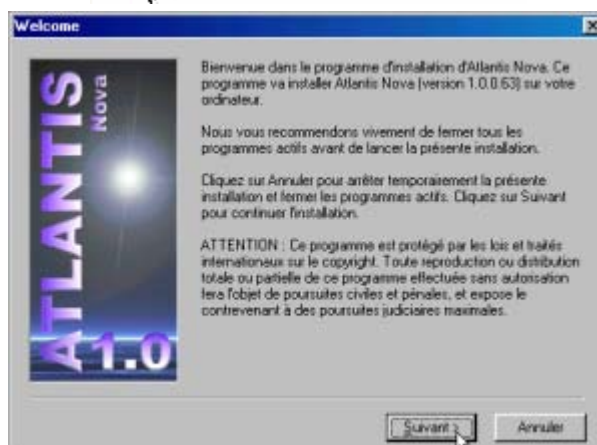 Welcome
ATLANTIS
Nova
1.0
Bienvenue dans le programme d'installation d'Atlantis Nova. Ce
programme va installer Atlantis Nova (version 1.0.0.63) sur votre
ordinateur.
Nous vous recommendons vivement de fermer tous les
programmes actifs avant de lancer la présente installation.
Cliquez sur Annuler pour arrêter temporairement la présente
installation et fermer les programmes actifs. Cliquez sur Suivant
pour continuer l'installation.
ATTENTION : Ce programme est protégé par les lois et traités
internationaux sur le copyright. Toute reproduction ou distribution
totale ou partielle de ce programme effectuée sans autorisation
fera l'objet de poursuites civiles et pénales, et expose le
contrevenant à des poursuites judiciaires maximales.
Suivant >
Annuler